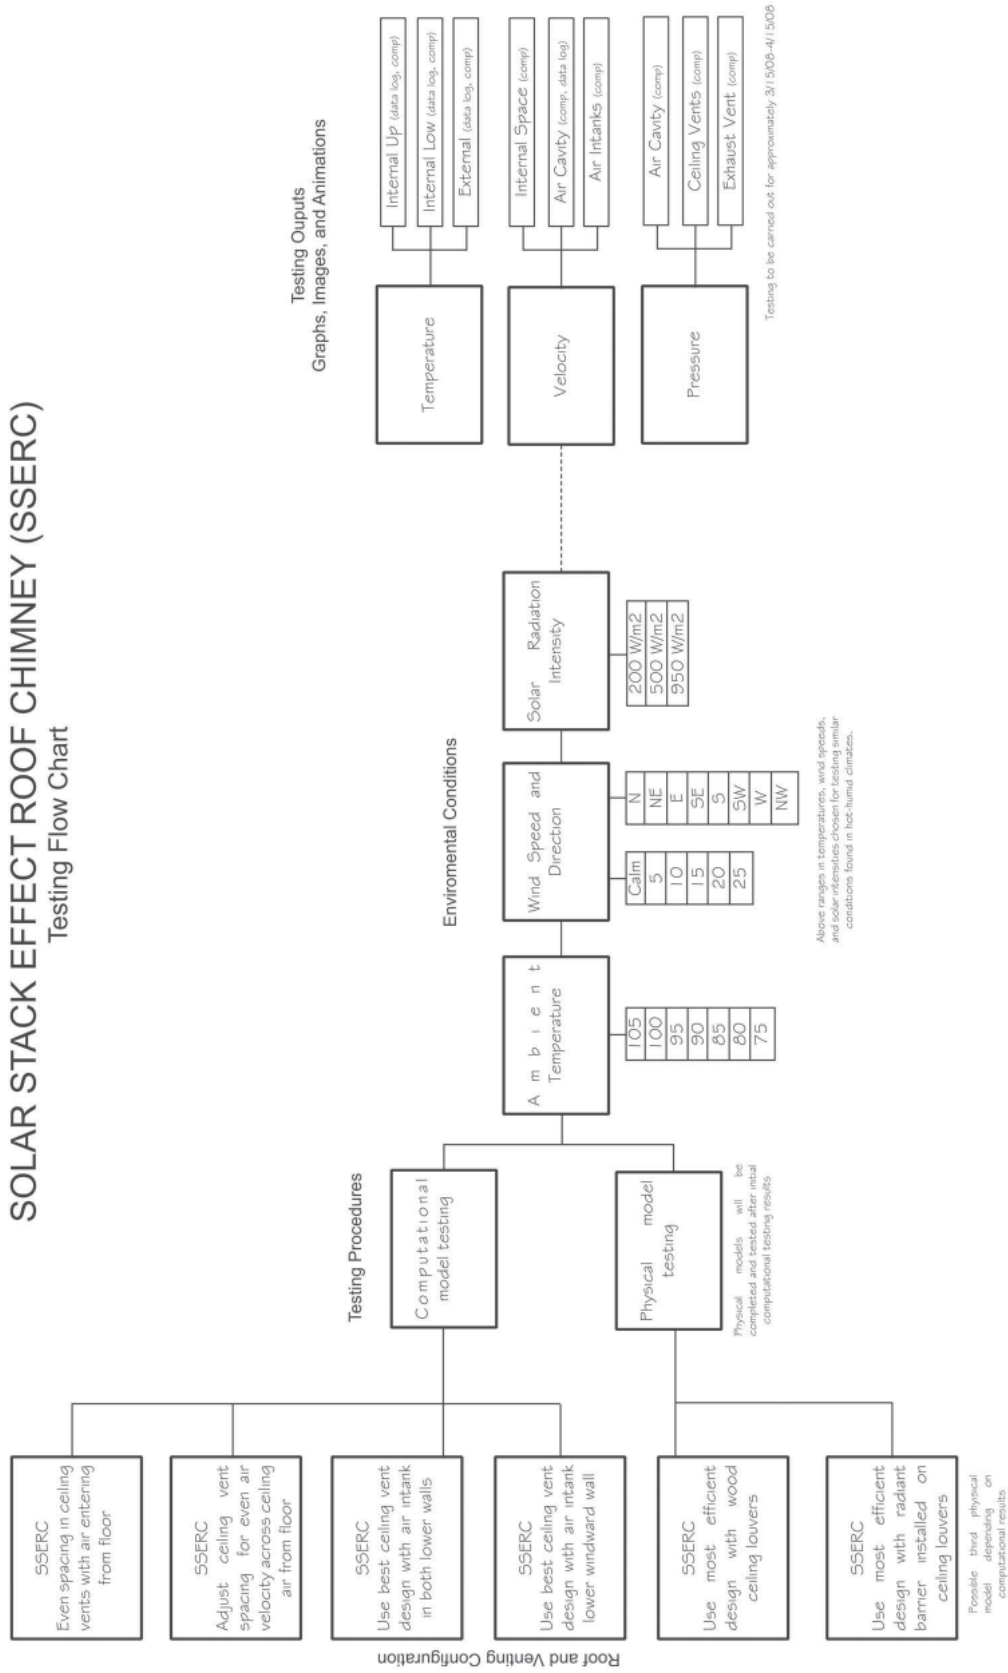 SOLAR STACK EFFECT ROOF CHIMNEY (SSERC)
Testing Flow Chart
Roof and Venting Configuration
SSERC
Even spacing in ceiling
vents with air entering
from floor
SSERC
Adjust ceiling vent
spacing for even air
velocity across ceiling
air from floor
SSERC
Use best ceiling vent
design with air intank
in both lower walls
SSERC
Use best ceiling vent
design with air intank
lower windward wall
SSERC
Use most efficient
design with wood
ceiling louvers
SSERC
Use most efficient
design with radiant
barrier installed on
ceiling louvers
Possible third phyisical
model depending on
computational results
Testing Procedures
Computational
model testing
Physical model
testing
Physical models will be
completed and tested after initial
computational testing results
Enviromental Conditions
Ambient
Temperature
105
100
95
90
85
80
75
Wind Speed and
Direction
Calm
5
10
15
20
25
N
NE
E
SE
S
SW
W
NW
Solar Radiation
Intensity
200 W/m2
500 W/m2
950 W/m2
Above ranges in temperatures, wind speeds,
and solar intensities chosen for testing similar
conditions found in hot-humid climates.
Testing Ouputs
Graphs, Images, and Animations
Temperature
Internal Up (data log, comp)
Internal Low (data log, comp)
External (data log, comp)
Velocity
Internal Space (comp)
Air Cavity (comp, data log)
Air Intanks (comp)
Pressure
Air Cavity (comp)
Ceiling Vents (comp)
Exhaust Vent (comp)
Testing to be carried out for approximately 3/15/08-4/15/08